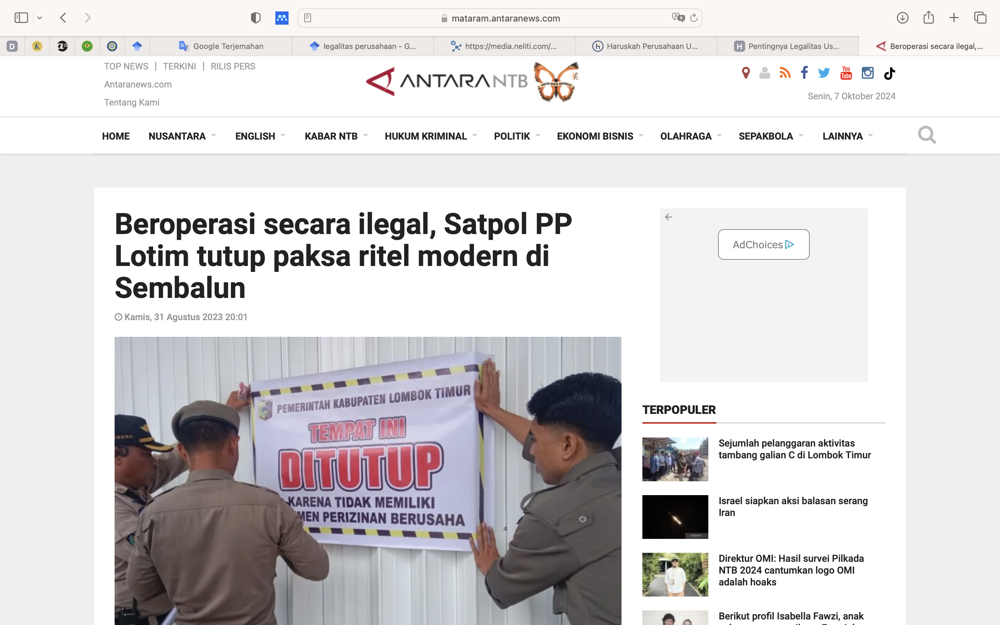 mataram.antaranews.com
D
K
a
Google Terjemahan
legalitas perusahaan - G...
https://media.neliti.com/...
H
Haruskah Perusahaan U...
H
Pentingnya Legalitas Us...
Beroperasi secara ilegal,...
TOP NEWS | TERKINI | RILIS PERS
Antaranews.com
Tentang Kami
ANTARA NTB
th
You
Tube
Senin, 7 Oktober 2024
HOME
NUSANTARA
ENGLISH
KABAR NTB
HUKUM KRIMINAL
POLITIK
EKONOMI BISNIS
OLAHRAGA
SEPAKBOLA
LAINNYA
Beroperasi secara ilegal, Satpol PP
Lotim tutup paksa ritel modern di
Sembalun
Kamis, 31 Agustus 2023 20:01
PEMERINTAH KABUPATEN LOMBOK TIMUR
TEMPAT INI
DITUTUP
KARENA TIDAK MEMILIKI
MEN PERIZINAN BERUSAHA
AdChoices
TERPOPULER
Sejumlah pelanggaran aktivitas
tambang galian C di Lombok Timur
Israel siapkan aksi balasan serang
Iran
Direktur OMI: Hasil survei Pilkada
NTB 2024 cantumkan logo OMI
adalah hoaks
Berikut profil Isabella Fawzi, anak